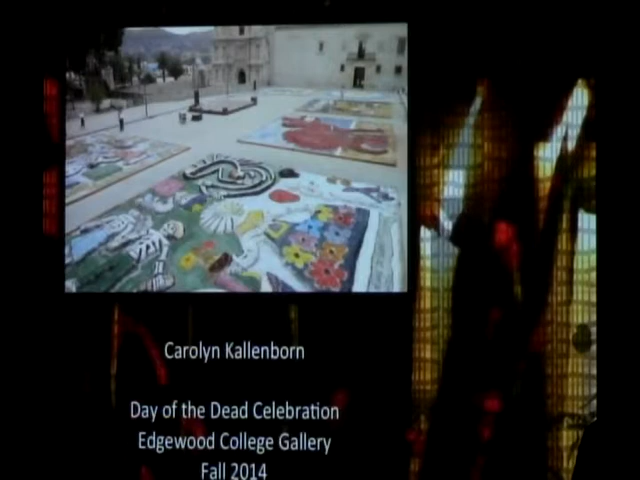 Carolyn Kallenborn
Day of the Dead Celebration
Edgewood College Gallery
Fall 2014